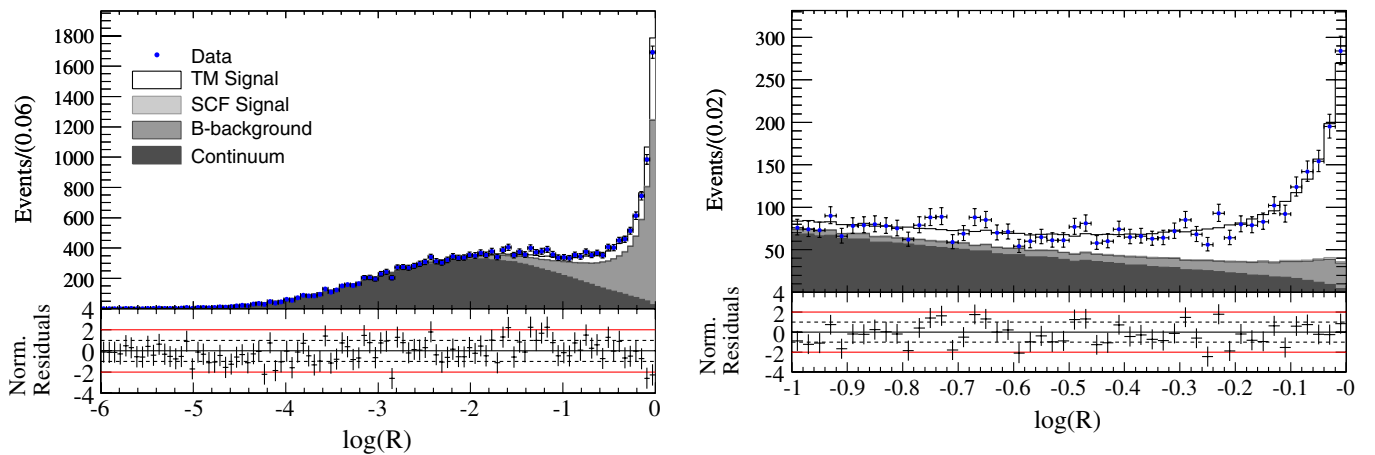 Events/(0.06)
1800
1600
1400
1200
1000
800
600
400
200
Data
TM Signal
SCF Signal
B-background
Continuum
Norm.
Residuals
4
2
0
-2
-4
-6 -5 -4 -3 -2 -1 0
log(R)
Events/(0.02)
300
250
200
150
100
50
Norm.
Residuals
4
2
0
-2
-4
-1 -0.9 -0.8 -0.7 -0.6 -0.5 -0.4 -0.3 -0.2 -0.1 -0
log(R)